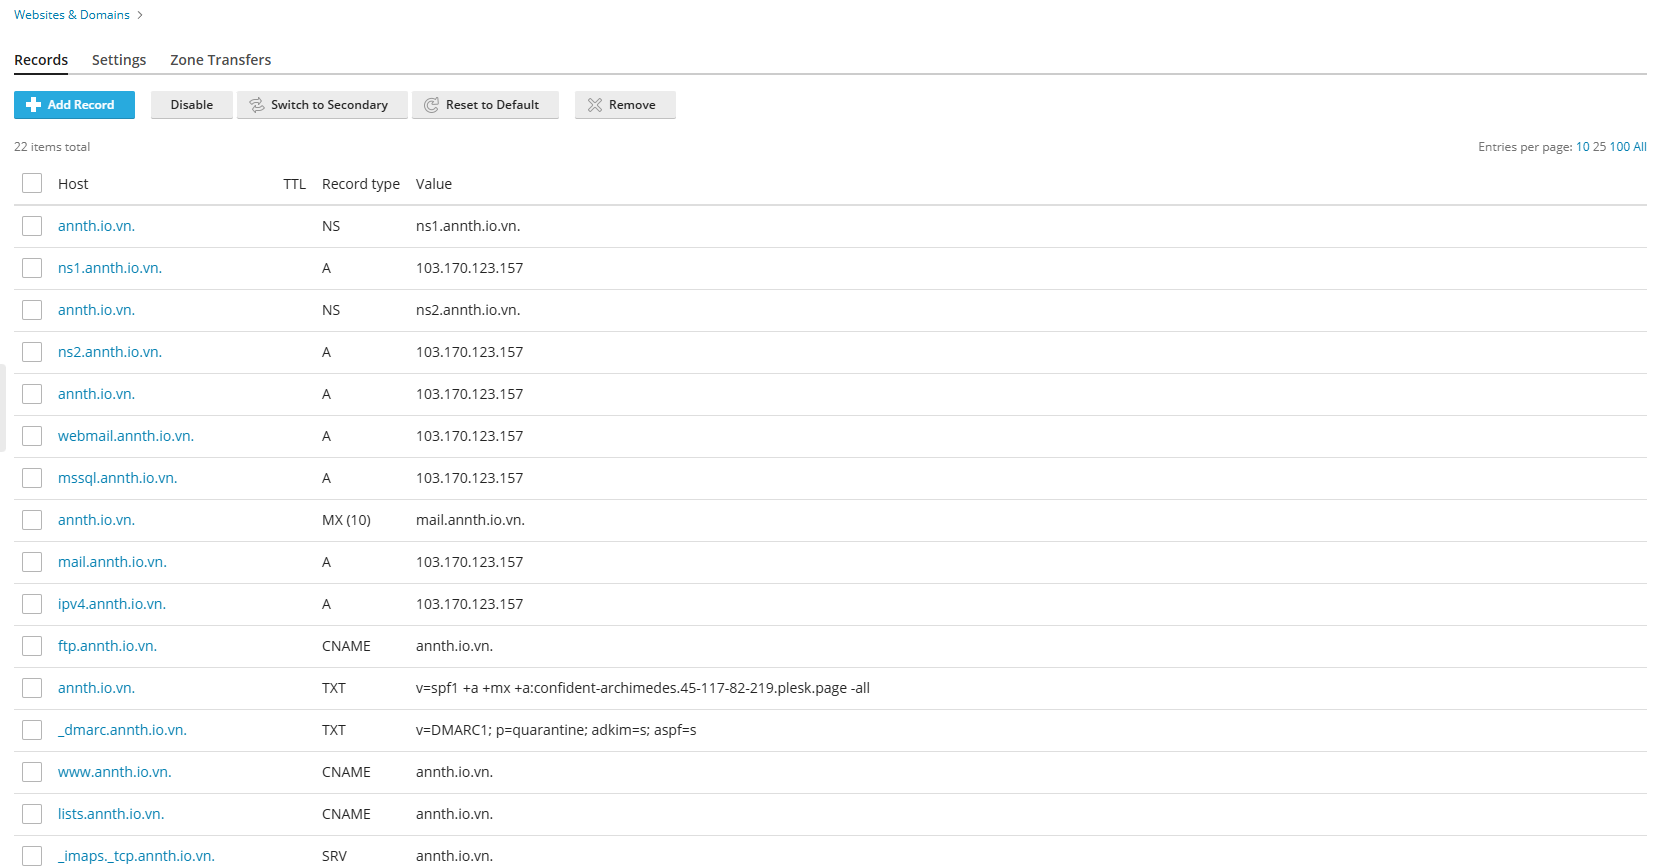 Websites & Domains >
Records Settings Zone Transfers
Add Record Disable Switch to Secondary Reset to Default Remove
22 items total Entries per page: 10 25 100 All
Host TTL Record type Value
annth.io.vn. NS ns1.annth.io.vn.
ns1.annth.io.vn. A 103.170.123.157
annth.io.vn. NS ns2.annth.io.vn.
ns2.annth.io.vn. A 103.170.123.157
annth.io.vn. A 103.170.123.157
webmail.annth.io.vn. A 103.170.123.157
mssql.annth.io.vn. A 103.170.123.157
annth.io.vn. MX (10) mail.annth.io.vn.
mail.annth.io.vn. A 103.170.123.157
ipv4.annth.io.vn. A 103.170.123.157
ftp.annth.io.vn. CNAME annth.io.vn.
annth.io.vn. TXT v=spf1 +a +mx +a:confident-archimedes.45-117-82-219.plesk.page -all
_dmarc.annth.io.vn. TXT v=DMARC1; p=quarantine; adkim=s; aspf=s
www.annth.io.vn. CNAME annth.io.vn.
lists.annth.io.vn. CNAME annth.io.vn.
_imaps._tcp.annth.io.vn. SRV annth.io.vn.